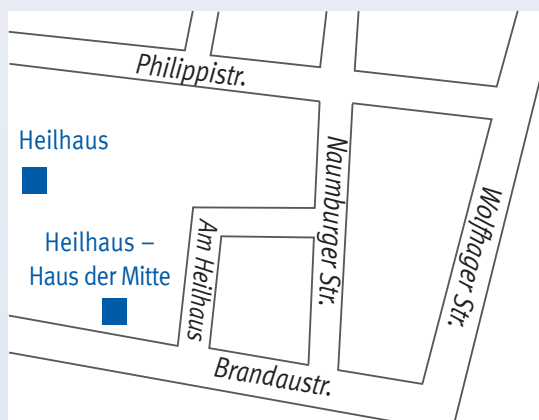 Philippistr.
Heilhaus
Heilhaus –
Haus der Mitte
Am Heilhaus
Naumburger Str.
Wolfhager Str.
Brandaustr.